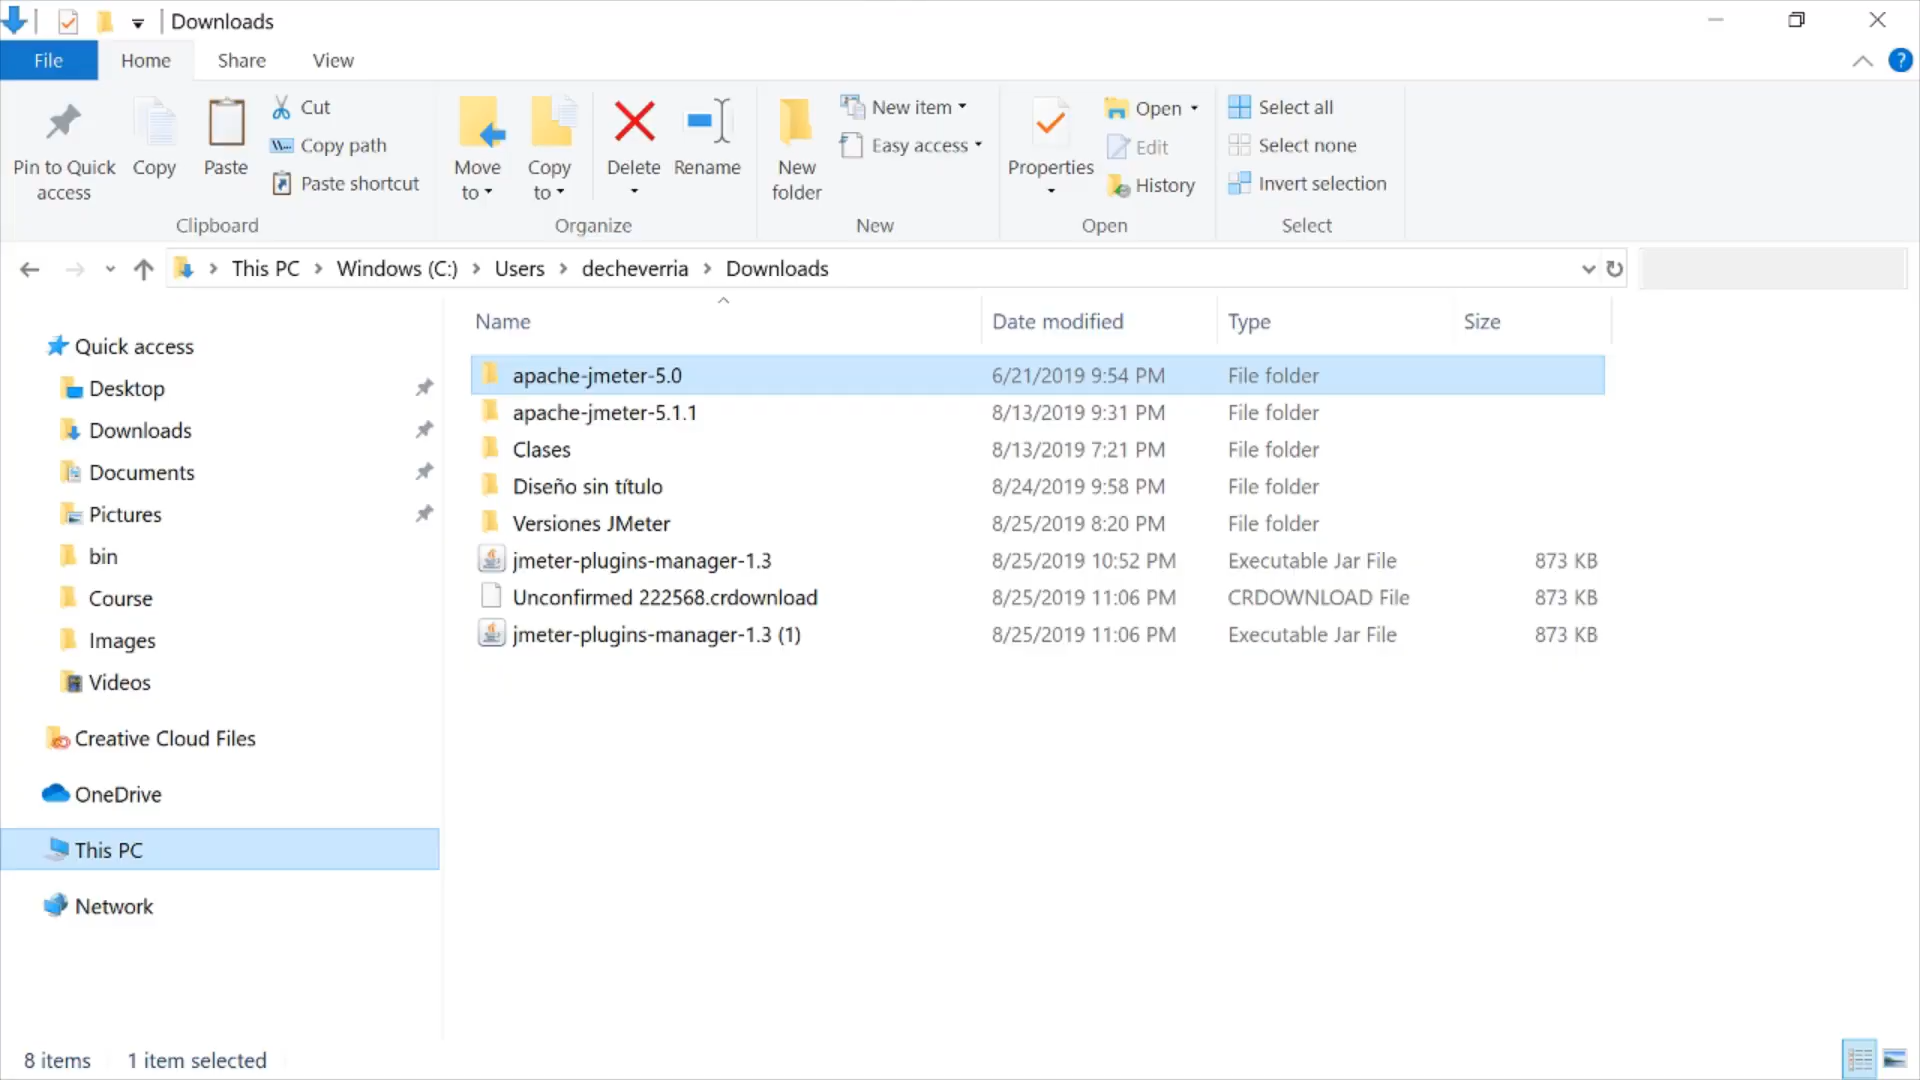 Downloads
File Home Share View
Pin to Quick access
Copy
Paste
Cut
Copy path
Paste shortcut
Clipboard
Move to
Copy to
Delete
Rename
Organize
New folder
New item
Easy access
New
Properties
Open
Edit
History
Open
Select all
Select none
Invert selection
Select
This PC > Windows (C:) > Users > decheverria > Downloads
Quick access
Desktop
Downloads
Documents
Pictures
bin
Course
Images
Videos
Creative Cloud Files
OneDrive
This PC
Network
Name Date modified Type Size
apache-jmeter-5.0 6/21/2019 9:54 PM File folder
apache-jmeter-5.1.1 8/13/2019 9:31 PM File folder
Clases 8/13/2019 7:21 PM File folder
Diseño sin título 8/24/2019 9:58 PM File folder
Versiones JMeter 8/25/2019 8:20 PM File folder
jmeter-plugins-manager-1.3 8/25/2019 10:52 PM Executable Jar File 873 KB
Unconfirmed 222568.crdownload 8/25/2019 11:06 PM CRDOWNLOAD File 873 KB
jmeter-plugins-manager-1.3 (1) 8/25/2019 11:06 PM Executable Jar File 873 KB
8 items 1 item selected